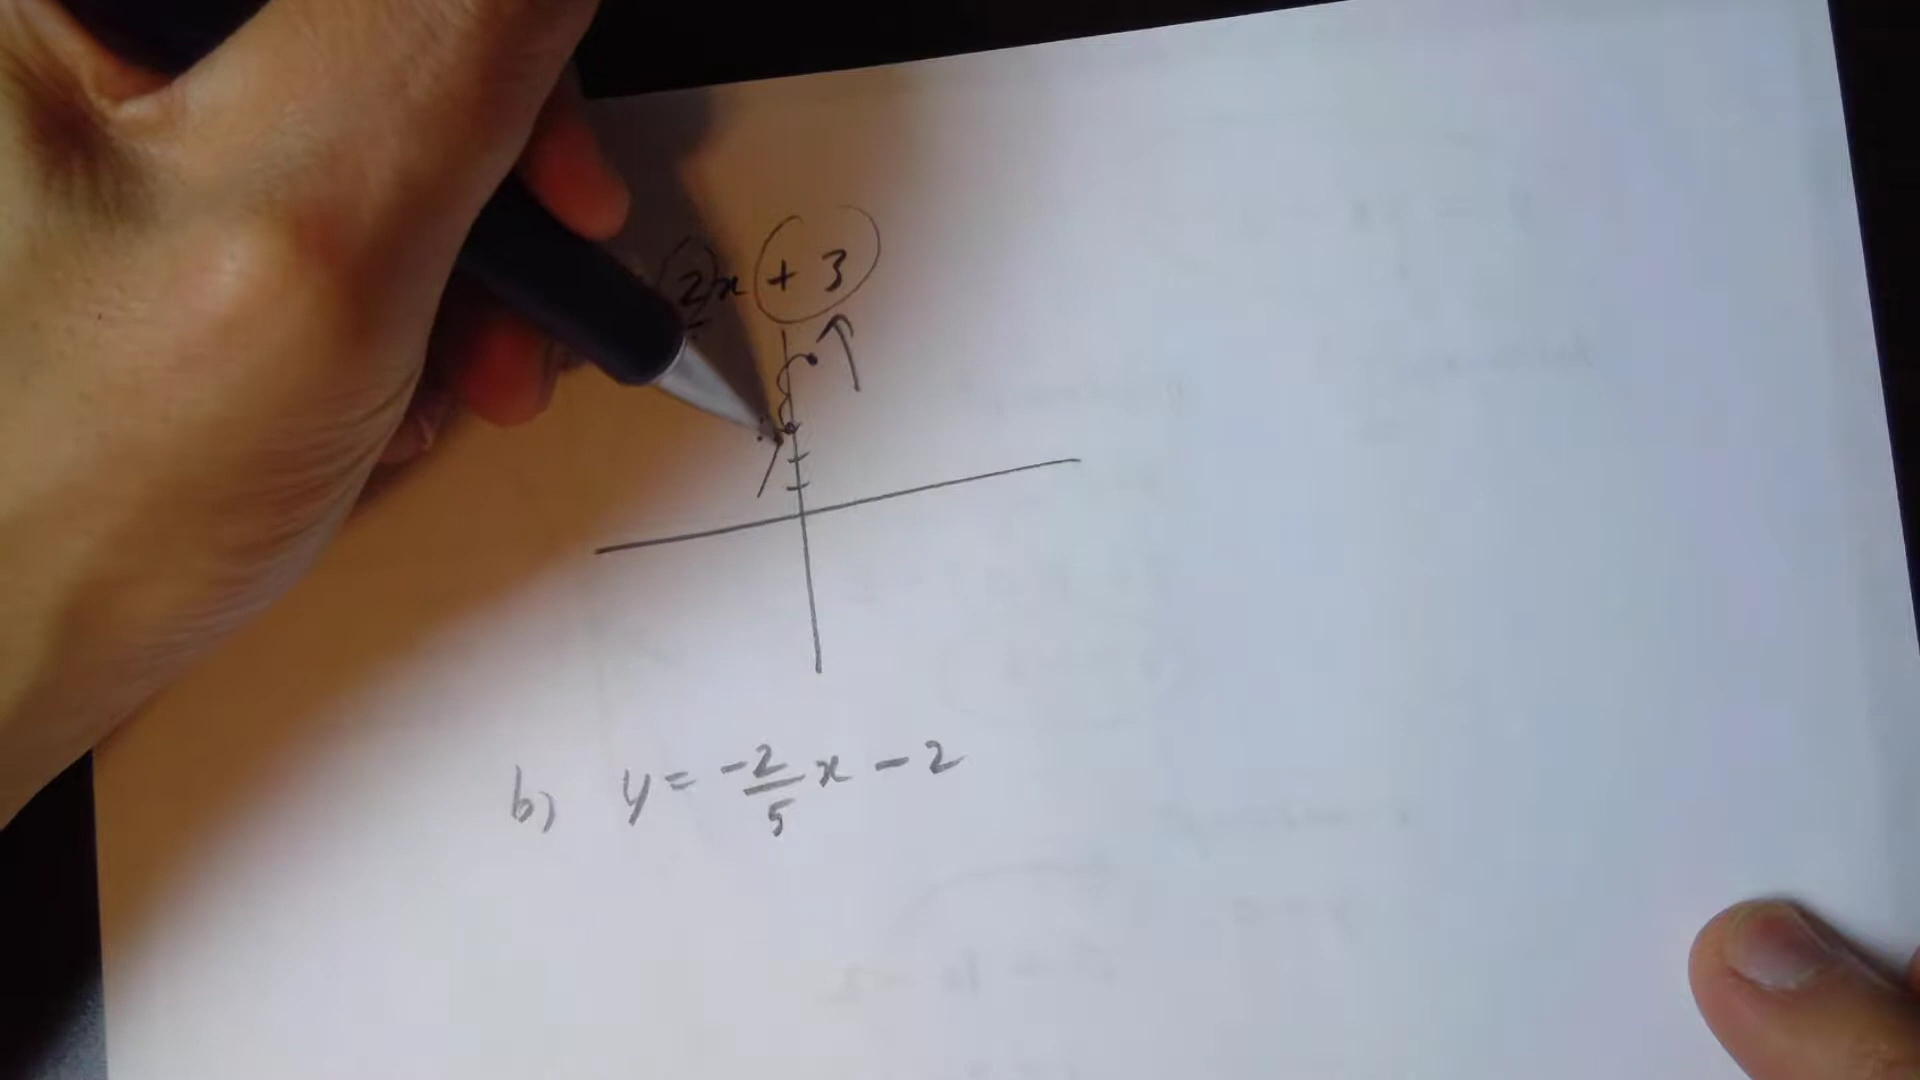 2x + 3
b) y = -2/5 x - 2